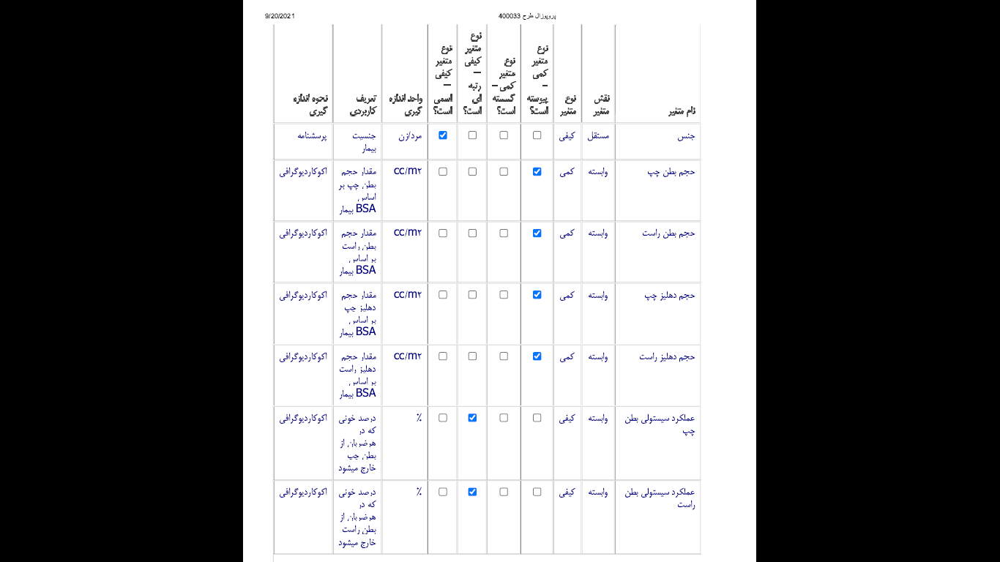 9/20/2021
پروپوزال طرح 400033
نام متغیر
نقش
متغیر
نوع
متغیر
نوع
متغیر
کمی
–
پیوسته
است؟
نوع
متغیر
کمی –
گسسته
است؟
نوع
متغیر
کیفی
—
رتبه
ای
است؟
نوع
متغیر
کیفی
—
اسمی
است؟
واحد اندازه
گیری
تعریف
کاربردی
نحوه اندازه
گیری
جنس
مستقل
کیفی
مرد/زن
جنسیت
بیمار
پرسشنامه
حجم بطن چپ
وابسته
کمی
cc/m۲
مقدار حجم
بطن چپ بر
اساس
BSA بیمار
اکوکاردیوگرافی
حجم بطن راست
وابسته
کمی
cc/m۲
مقدار حجم
بطن راست
بر اساس
BSA بیمار
اکوکاردیوگرافی
حجم دهلیز چپ
وابسته
کمی
cc/m۲
مقدار حجم
دهلیز چپ
بر اساس
BSA بیمار
اکوکاردیوگرافی
حجم دهلیز راست
وابسته
کمی
cc/m۲
مقدار حجم
دهلیز راست
بر اساس
BSA بیمار
اکوکاردیوگرافی
عملکرد سیستولی بطن
چپ
وابسته
کیفی
٪
درصد خونی
که در
هرضربان از
بطن چپ
خارج میشود
اکوکاردیوگرافی
عملکرد سیستولی بطن
راست
وابسته
کیفی
٪
درصد خونی
که در
هرضربان از
بطن راست
خارج میشود
اکوکاردیوگرافی